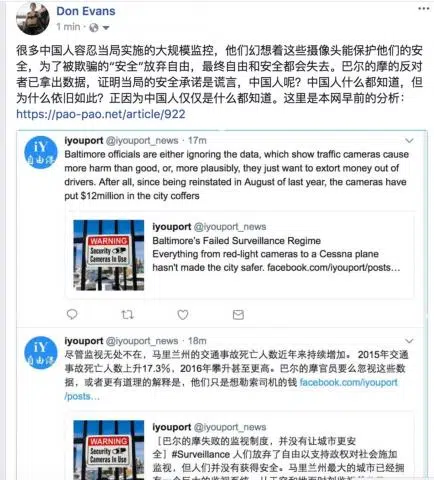 Don Evans
1 min ·
很多中国人容忍当局实施的大规模监控，他们幻想着这些摄像头能保护他们的安
全，为了被欺骗的“安全”放弃自由，最终自由和安全都会失去。巴尔的摩的反对
者已拿出数据，证明当局的安全承诺是谎言，中国人呢？中国人什么都知道，但
为什么依旧如此？正因为中国人仅仅是什么都知道。这里是本网早前的分析：
https://pao-pao.net/article/922
iY
自由港
iyouport @iyouport_news · 17m
Baltimore officials are either ignoring the data, which show traffic cameras cause
more harm than good, or, more plausibly, they just want to extort money out of
drivers. After all, since being reinstated in August of last year, the cameras have
put $12million in the city coffers
WARNING
Security
Cameras In Use
iyouport @iyouport_news
Baltimore's Failed Surveillance Regime
Everything from red-light cameras to a Cessna plane
hasn't made the city safer. facebook.com/iyouport/posts...
iY
自由港
iyouport @iyouport_news · 18m
尽管监视无处不在，马里兰州的交通事故死亡人数近年来持续增加。 2015年交通
事故死亡人数上升17.3%，2016年攀升甚至更高。巴尔的摩官员要么忽视这些数
据，或者更有道理的解释是，他们只是想勒索司机的钱 facebook.com/iyouport
/posts...
WARNING
Security
Cameras In Use
iyouport @iyouport_news
［巴尔的摩失败的监视制度，并没有让城市更安
全］#Surveillance 人们放弃了自由以支持政权对社会施加
监视，但人们并没有获得安全。马里兰州最大的城市已经拥